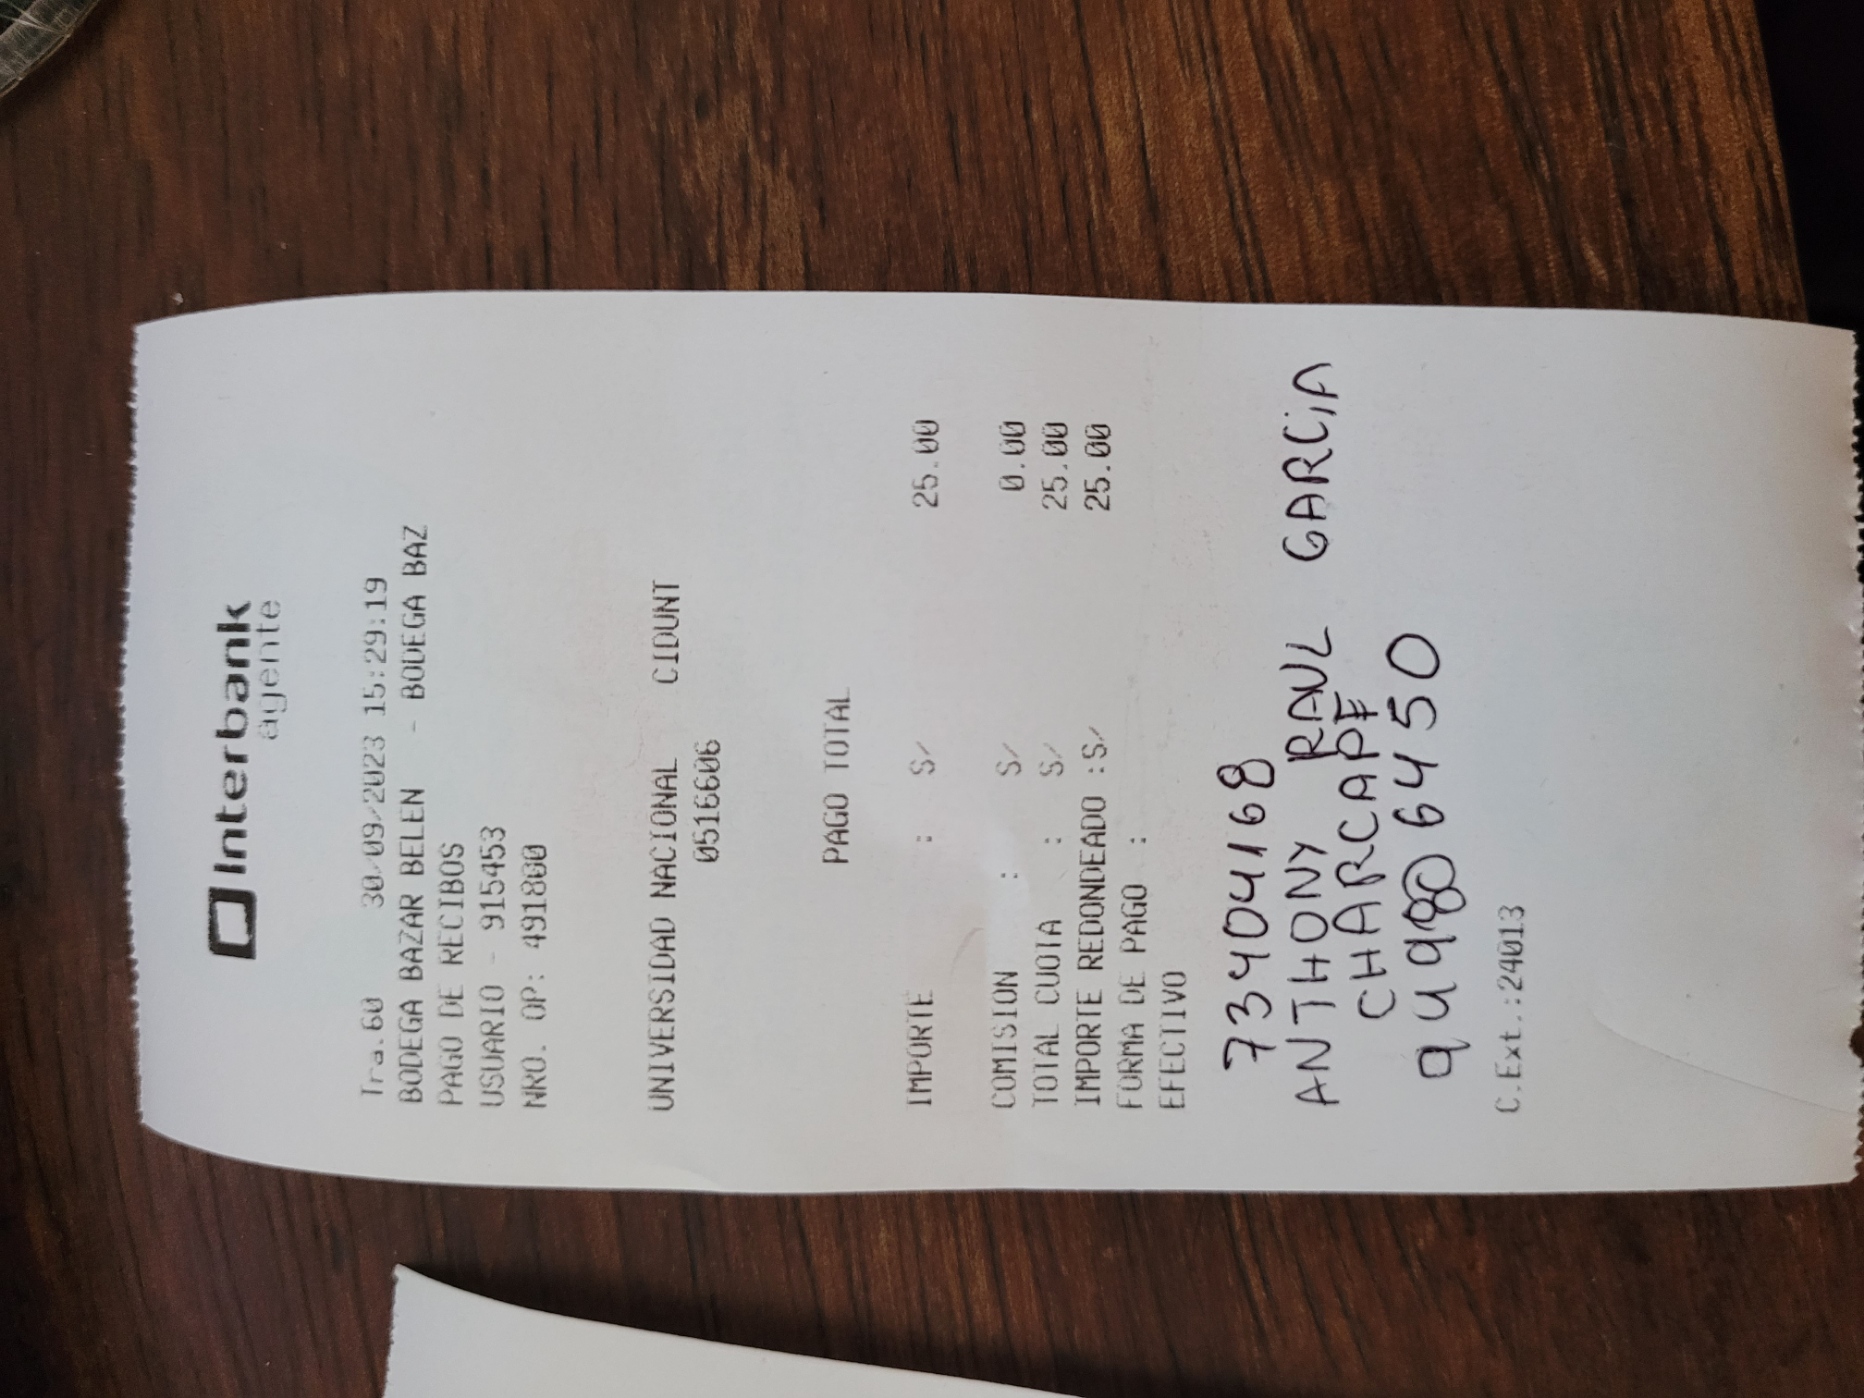 Interbank
agente
Tra.60 30/09/2023 15:29:19
BODEGA BAZAR BELEN - BODEGA BAZ
PAGO DE RECIBOS
USUARIO - 915453
NRO. OP: 491800
UNIVERSIDAD NACIONAL CIDUNT
0516606
PAGO TOTAL
IMPORTE : S/ 25.00
COMISION : S/ 0.00
TOTAL CUOTA : S/ 25.00
IMPORTE REDONDEADO :S/ 25.00
FORMA DE PAGO :
EFECTIVO
73404168
ANTHONY RAUL GARCIA
CHARCAPE
C.Ext.:24013